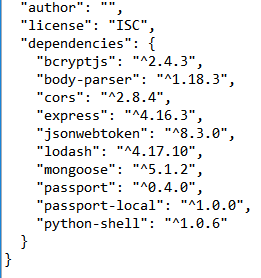 "author": "",
"license": "ISC",
"dependencies": {
"bcryptjs": "^2.4.3",
"body-parser": "^1.18.3",
"cors": "^2.8.4",
"express": "^4.16.3",
"jsonwebtoken": "^8.3.0",
"lodash": "^4.17.10",
"mongoose": "^5.1.2",
"passport": "^0.4.0",
"passport-local": "^1.0.0",
"python-shell": "^1.0.6"
}
}